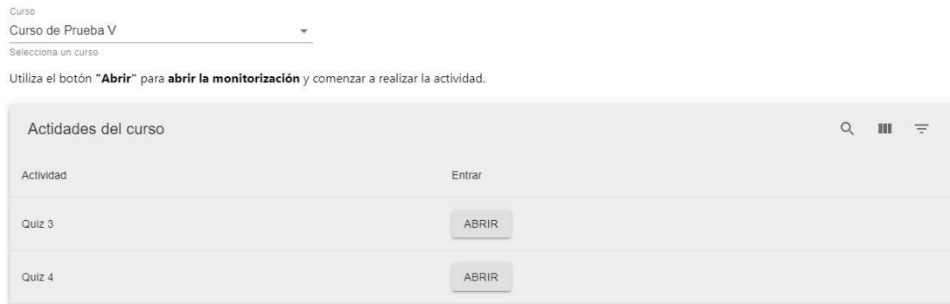 Curso
Curso de Prueba V
Selecciona un curso
Utiliza el botón "Abrir" para abrir la monitorización y comenzar a realizar la actividad.
Actidades del curso
Actividad Entrar
Quiz 3 ABRIR
Quiz 4 ABRIR